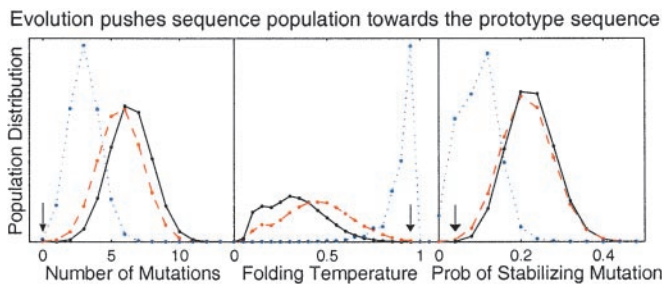 Evolution pushes sequence population towards the prototype sequence
Population Distribution
0 5 10 0 0.5 1 0 0.2 0.4
Number of Mutations Folding Temperature Prob of Stabilizing Mutation